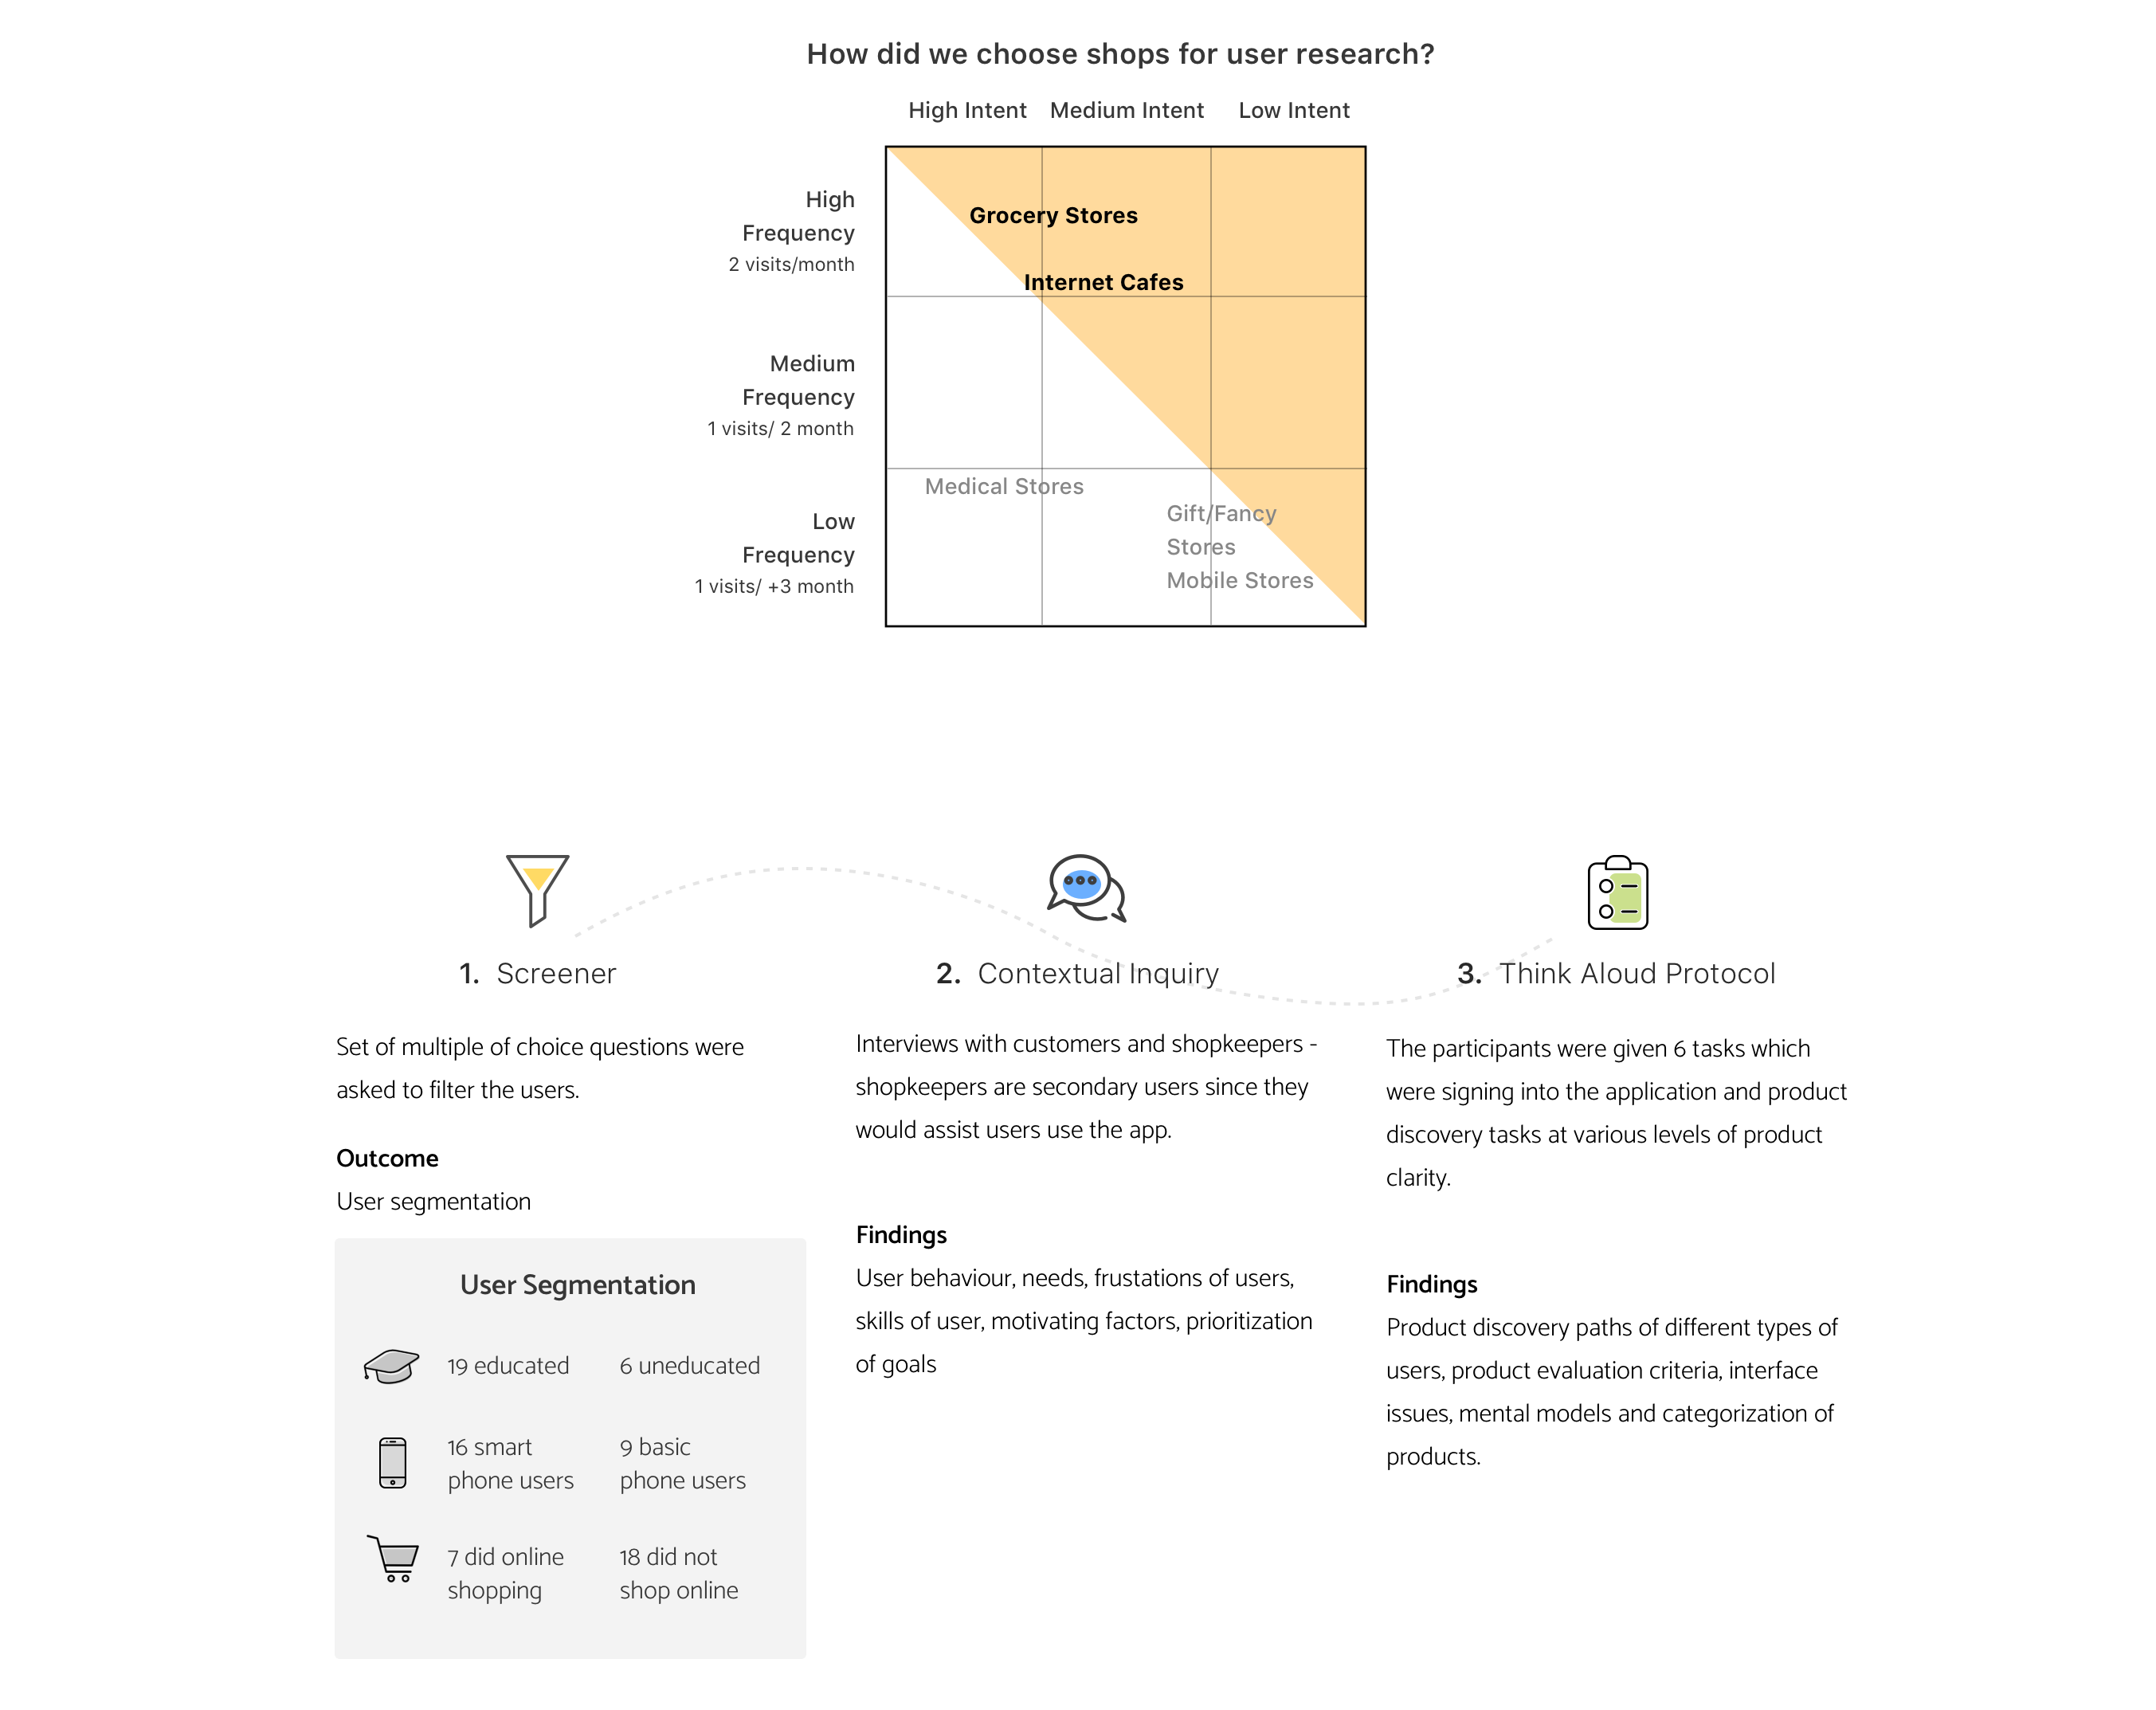 How did we choose shops for user research?
High Intent Medium Intent Low Intent
High
Frequency
2 visits/month
Grocery Stores
Internet Cafes
Medium
Frequency
1 visits/ 2 month
Medical Stores
Low
Frequency
1 visits/ +3 month
Gift/Fancy
Stores
Mobile Stores
1. Screener
Set of multiple of choice questions were
asked to filter the users.
Outcome
User segmentation
User Segmentation
19 educated 6 uneducated
16 smart
phone users
9 basic
phone users
7 did online
shopping
18 did not
shop online
2. Contextual Inquiry
Interviews with customers and shopkeepers -
shopkeepers are secondary users since they
would assist users use the app.
Findings
User behaviour, needs, frustations of users,
skills of user, motivating factors, prioritization
of goals
3. Think Aloud Protocol
The participants were given 6 tasks which
were signing into the application and product
discovery tasks at various levels of product
clarity.
Findings
Product discovery paths of different types of
users, product evaluation criteria, interface
issues, mental models and categorization of
products.